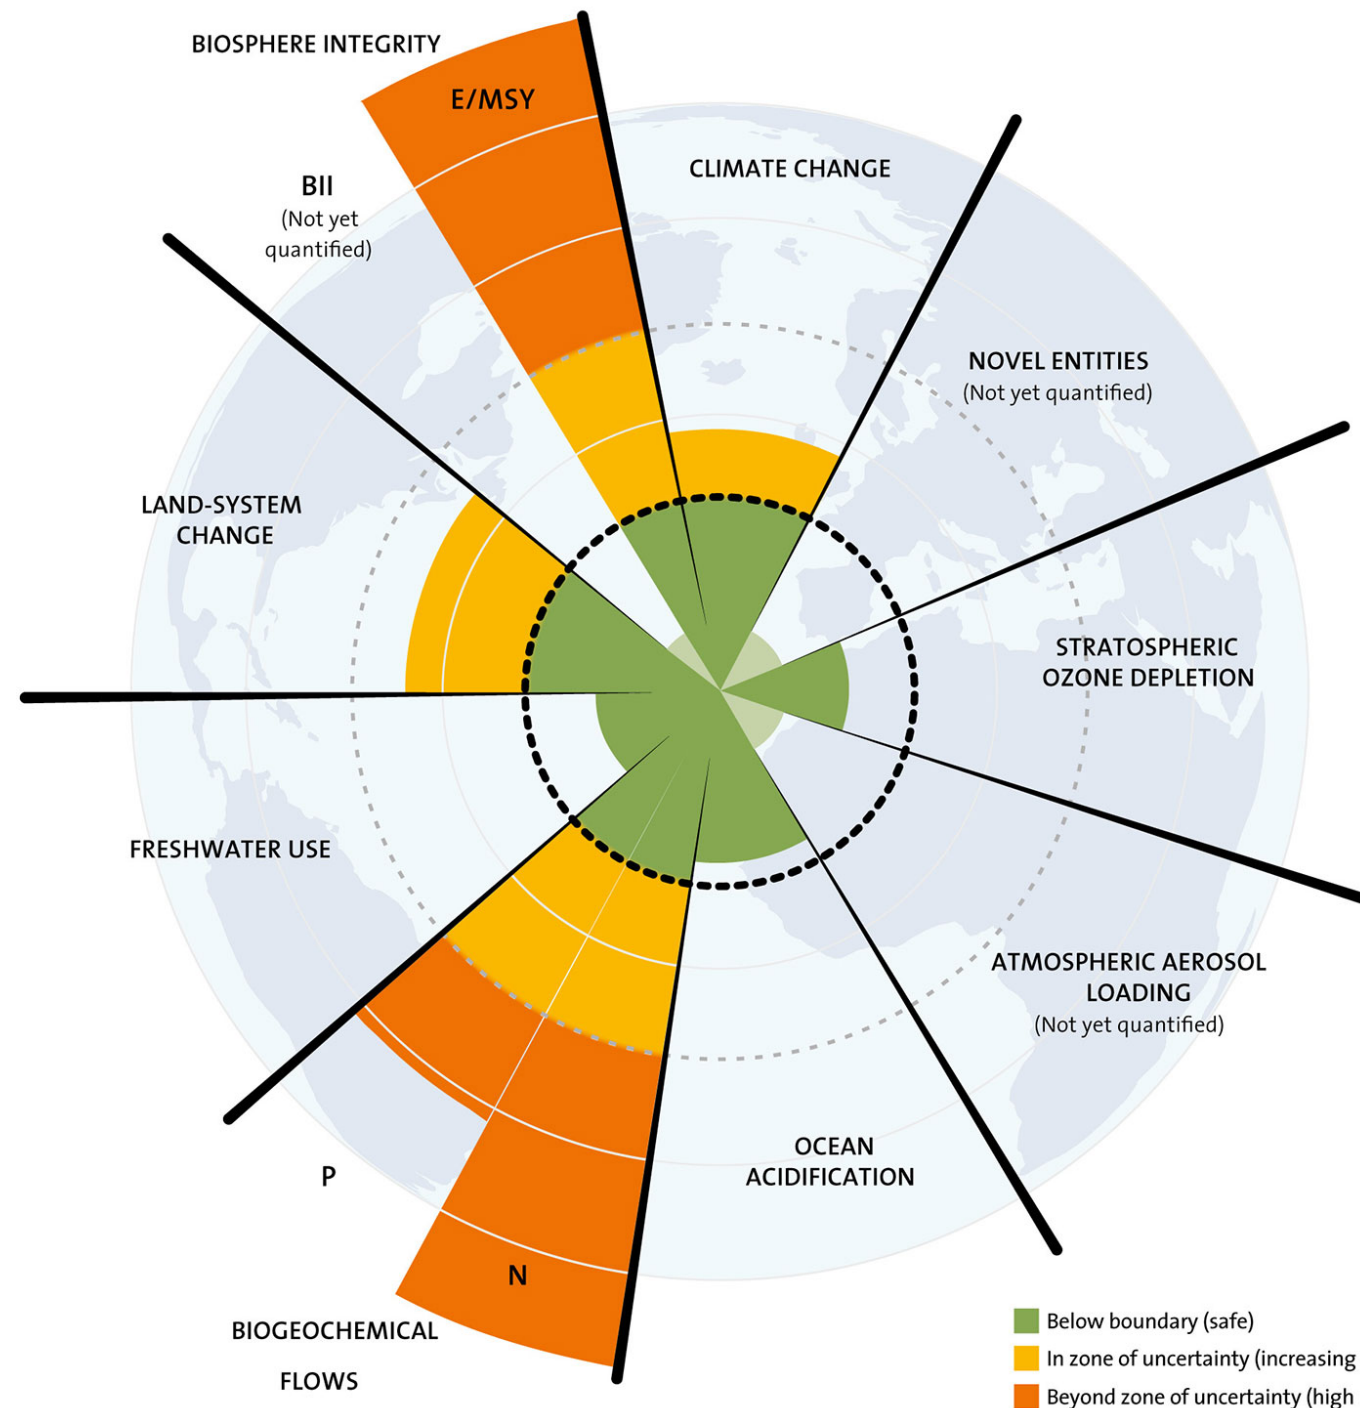 BIOSPHERE INTEGRITY
E/MSY
BII
(Not yet
quantified)
CLIMATE CHANGE
NOVEL ENTITIES
(Not yet quantified)
LAND-SYSTEM
CHANGE
STRATOSPHERIC
OZONE DEPLETION
FRESHWATER USE
ATMOSPHERIC AEROSOL
LOADING
(Not yet quantified)
OCEAN
ACIDIFICATION
P
N
BIOGEOCHEMICAL
FLOWS
Below boundary (safe)
In zone of uncertainty (increasing
Beyond zone of uncertainty (high